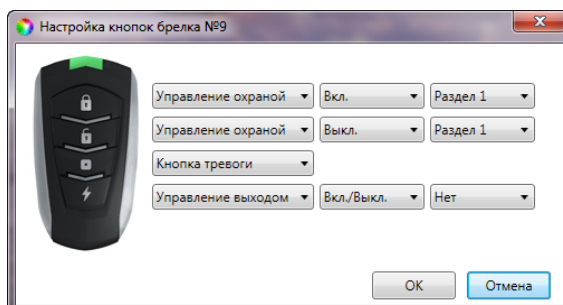 Настройка кнопок брелка №9
Управление охраной Вкл. Раздел 1
Управление охраной Выкл. Раздел 1
Кнопка тревоги
Управление выходом Вкл./Выкл. Нет
OK Отмена